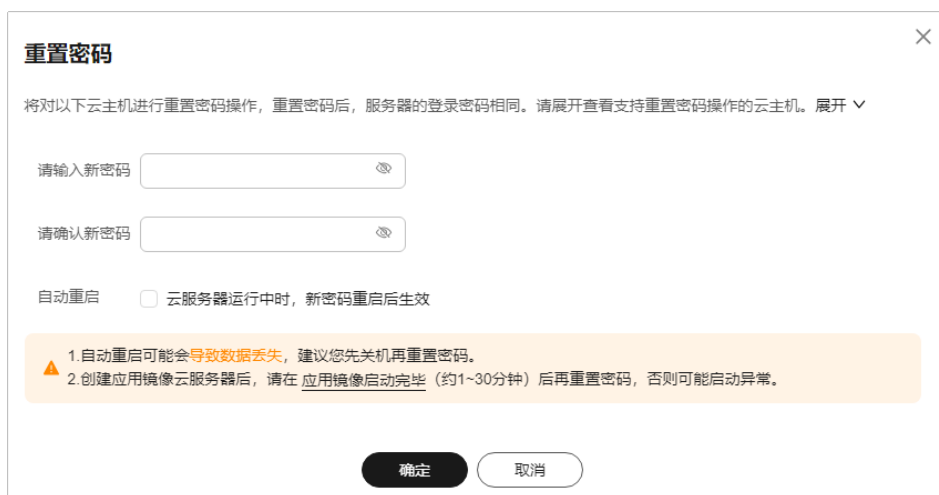 重置密码
将对以下云主机进行重置密码操作，重置密码后，服务器的登录密码相同。请展开查看支持重置密码操作的云主机。展开
请输入新密码
请确认新密码
自动重启 云服务器运行中时，新密码重启后生效
1.自动重启可能会导致数据丢失，建议您先关机再重置密码。
2.创建应用镜像云服务器后，请在 应用镜像启动完毕（约1~30分钟）后再重置密码，否则可能启动异常。
确定 取消